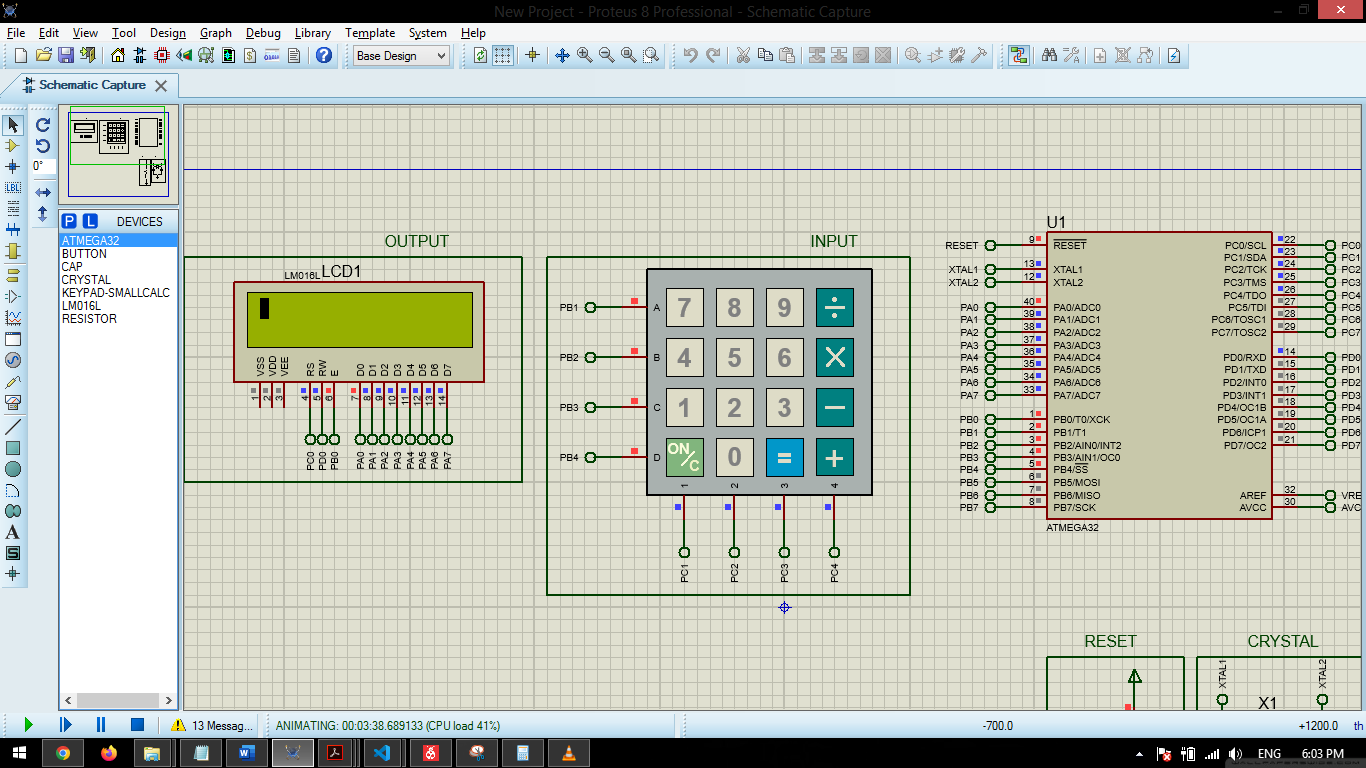 New Project - Proteus 8 Professional - Schematic Capture
File Edit View Tool Design Graph Debug Library Template System Help
Base Design
Schematic Capture
0°
LBL
P L DEVICES
ATMEGA32
BUTTON
CAP
CRYSTAL
KEYPAD-SMALLCALC
LM016L
RESISTOR
A
S
OUTPUT
LM016L LCD1
VSS VDD VEE RS RW E D0 D1 D2 D3 D4 D5 D6 D7
1 2 3 4 5 6 7 8 9 10 11 12 13 14
PC0 PD0 PB0 PA0 PA1 PA2 PA3 PA4 PA5 PA6 PA7
INPUT
PB1 A 7 8 9 ÷
PB2 B 4 5 6 ×
PB3 C 1 2 3 −
PB4 D ON/C 0 = +
1 2 3 4
PC1 PC2 PC3 PC4
U1
RESET 9 RESET PC0/SCL 22 PC0
PC1/SDA 23 PC1
XTAL1 13 XTAL1 PC2/TCK 24 PC2
XTAL2 12 XTAL2 PC3/TMS 25 PC3
PC4/TDO 26 PC4
PA0 40 PA0/ADC0 PC5/TDI 27 PC5
PA1 39 PA1/ADC1 PC6/TOSC1 28 PC6
PA2 38 PA2/ADC2 PC7/TOSC2 29 PC7
PA3 37 PA3/ADC3
PA4 36 PA4/ADC4 PD0/RXD 14 PD0
PA5 35 PA5/ADC5 PD1/TXD 15 PD1
PA6 34 PA6/ADC6 PD2/INT0 16 PD2
PA7 33 PA7/ADC7 PD3/INT1 17 PD3
PD4/OC1B 18 PD4
PB0 1 PB0/T0/XCK PD5/OC1A 19 PD5
PB1 2 PB1/T1 PD6/ICP1 20 PD6
PB2 3 PB2/AIN0/INT2 PD7/OC2 21 PD7
PB3 4 PB3/AIN1/OC0
PB4 5 PB4/SS
PB5 6 PB5/MOSI
PB6 7 PB6/MISO AREF 32 VRE
PB7 8 PB7/SCK AVCC 30 AVC
ATMEGA32
RESET CRYSTAL
XTAL1 XTAL2
X1
13 Messag... ANIMATING: 00:03:38.689133 (CPU load 41%) -700.0 +1200.0 th
ENG 6:03 PM